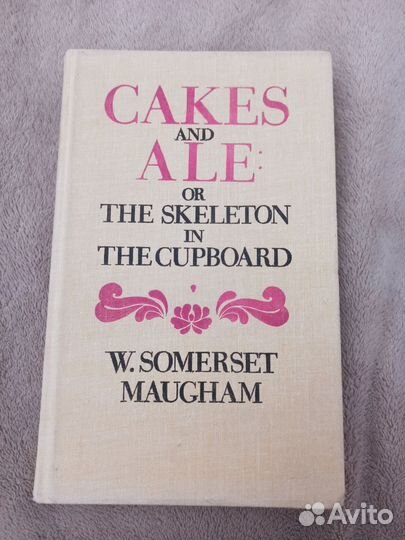 CAKES
AND
ALE:
OR
THE SKELETON
IN
THE CUPBOARD
W. SOMERSET
MAUGHAM
Avito